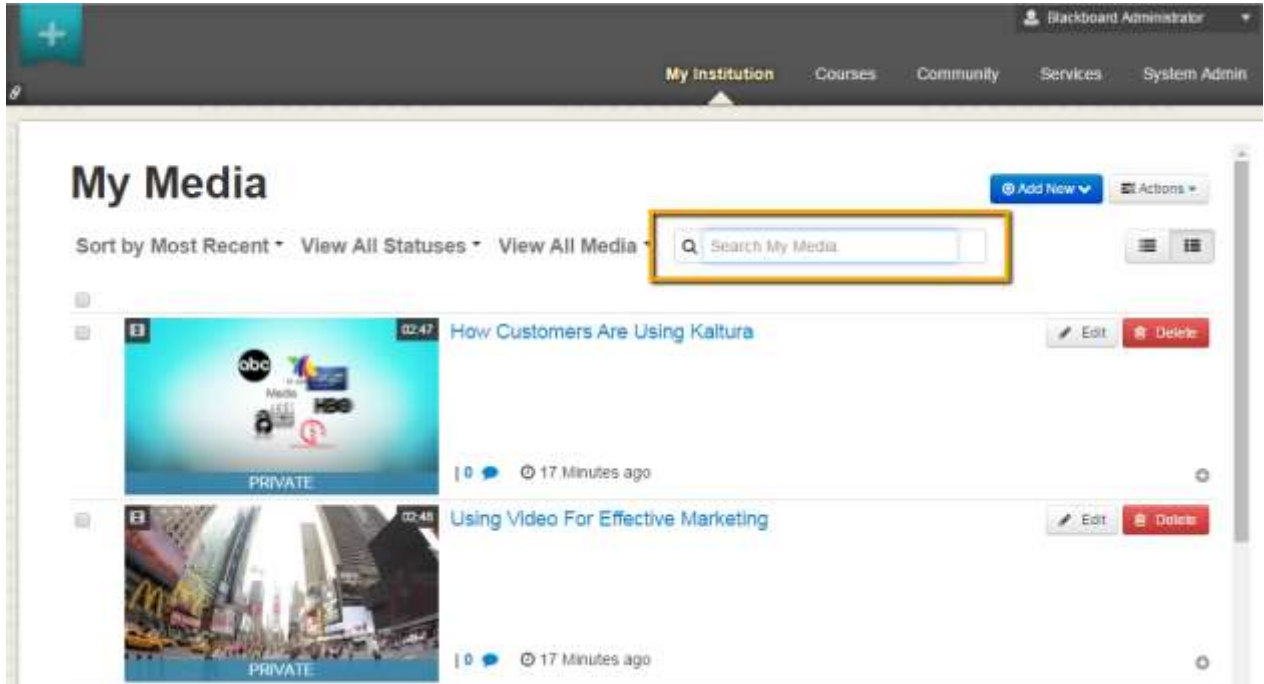 Blackboard Administrator
My Institution Courses Community Services System Admin
My Media
Add New Actions
Sort by Most Recent View All Statuses View All Media Search My Media
02:47 How Customers Are Using Kaltura Edit Delete
abc
Media
HBO
PRIVATE
| 0 17 Minutes ago
02:48 Using Video For Effective Marketing Edit Delete
PRIVATE
| 0 17 Minutes ago